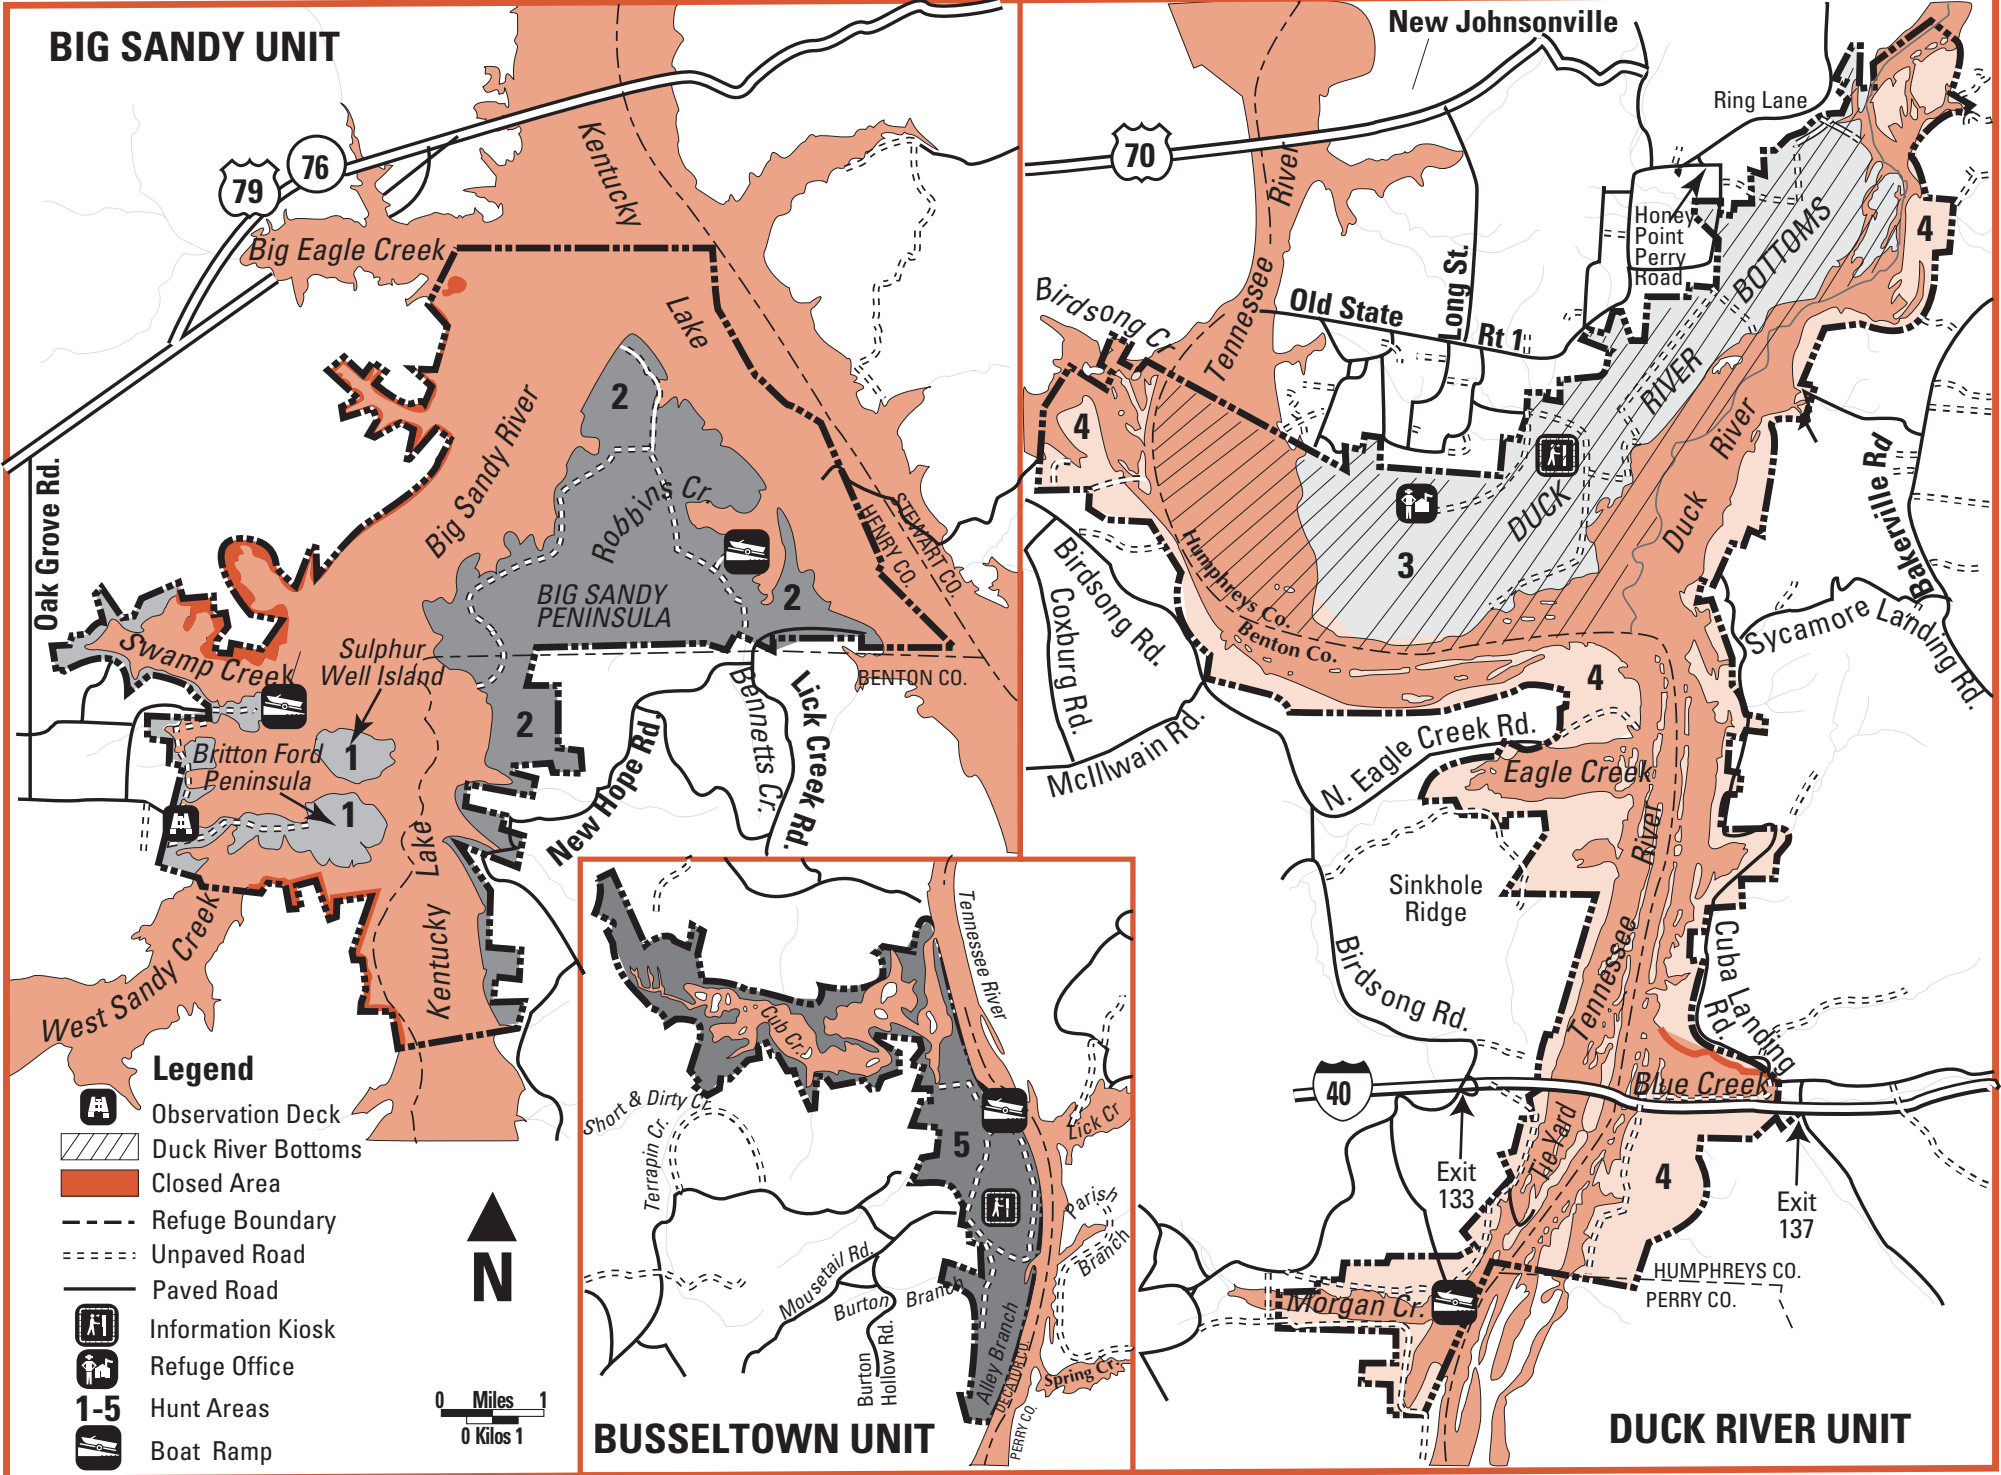 BIG SANDY UNIT
79
76
Big Eagle Creek
Kentucky
Lake
Big Sandy River
2
Robbins Cr.
BIG SANDY
PENINSULA
2
2
HENRY CO.
STEWART CO.
BENTON CO.
Oak Grove Rd.
Swamp Creek
Sulphur
Well Island
Britton Ford
Peninsula
1
1
Kentucky
Lake
New Hope Rd.
Bennetts Cr.
Lick Creek Rd.
West Sandy Creek
Legend
Observation Deck
Duck River Bottoms
Closed Area
Refuge Boundary
Unpaved Road
Paved Road
Information Kiosk
Refuge Office
1-5
Hunt Areas
Boat Ramp
N
0 Miles 1
0 Kilos 1
BUSSELTOWN UNIT
Tennessee River
Cub Cr.
Short & Dirty Cr.
Terrapin Cr.
5
Lick Cr
Parish
Branch
Mousetail Rd.
Burton Branch
Burton
Hollow Rd.
Alley Branch
DECATUR CO.
PERRY CO.
Spring Cr.
DUCK RIVER UNIT
New Johnsonville
70
Ring Lane
Honey
Point
Perry
Road
Tennessee
River
Birdsong Cr
Old State
Rt 1
Long St.
DUCK
RIVER
BOTTOMS
4
4
3
Duck
River
Humphreys Co.
Benton Co.
Birdsong Rd.
Coxburg Rd.
McIllwain Rd.
N. Eagle Creek Rd.
Eagle Creek
4
Bakerville Rd
Sycamore Landing Rd.
Sinkhole
Ridge
Tennessee
River
Birdsong Rd.
Cuba Landing
Rd.
Blue Creek
40
Tie Yard
Exit
133
Exit
137
4
HUMPHREYS CO.
PERRY CO.
Morgan Cr.